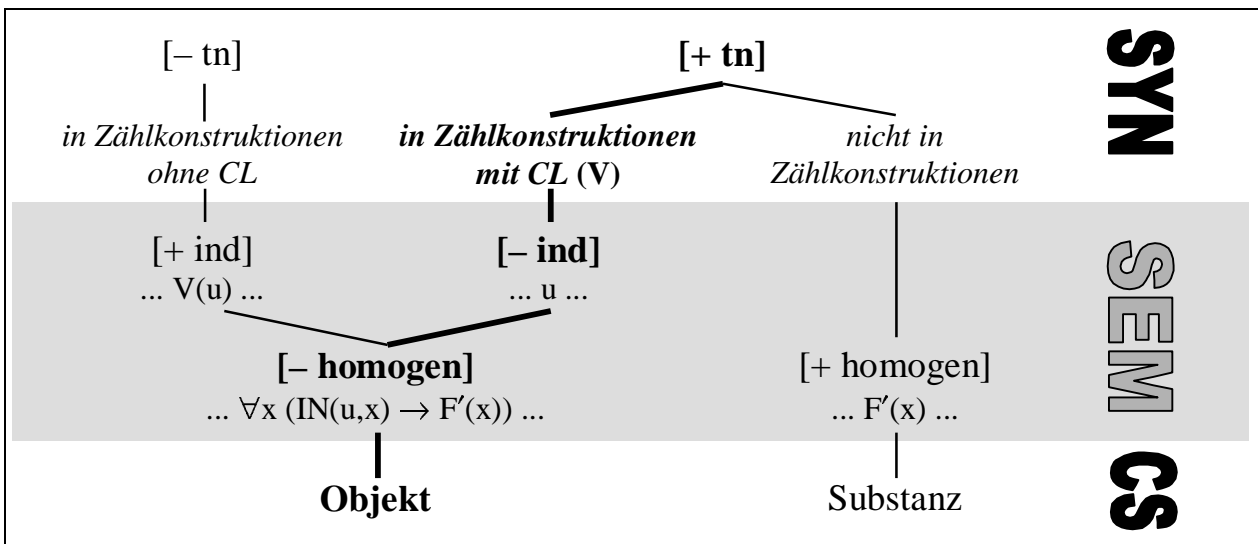 [– tn] [+ tn]
in Zählkonstruktionen in Zählkonstruktionen nicht in
ohne CL mit CL (V) Zählkonstruktionen
SYN
[+ ind] [– ind]
... V(u) ... ... u ...
[– homogen] [+ homogen]
... ∀x (IN(u,x) → F′(x)) ... ... F′(x) ...
SEM
Objekt Substanz
CS